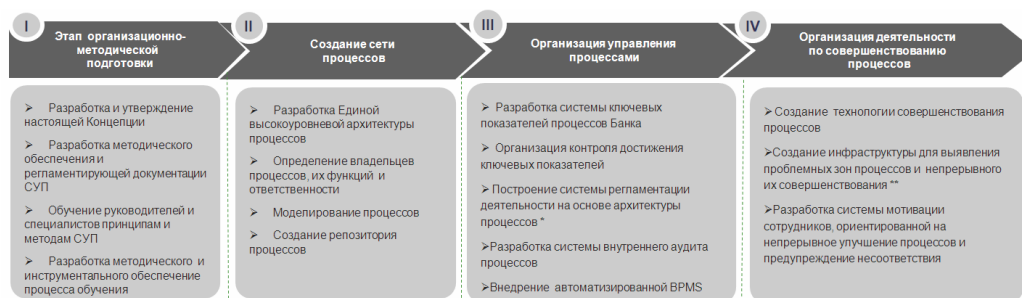 I
Этап организационно-
методической
подготовки
➢ Разработка и утверждение
настоящей Концепции
➢ Разработка методического
обеспечения и
регламентирующей документации
СУП
➢ Обучение руководителей и
специалистов принципам и
методам СУП
➢ Разработка методического и
инструментального обеспечение
процесса обучения
II
Создание сети
процессов
➢ Разработка Единой
высокоуровневой архитектуры
процессов
➢ Определение владельцев
процессов, их функций и
ответственности
➢ Моделирование процессов
➢ Создание репозитория
процессов
III
Организация управления
процессами
➢ Разработка системы ключевых
показателей процессов Банка
➢ Организация контроля достижения
ключевых показателей
➢Построение системы регламентации
деятельности на основе архитектуры
процессов *
➢Разработка системы внутреннего аудита
процессов
➢Внедрение автоматизированной BPMS
IV
Организация деятельности
по совершенствованию
процессов
➢Создание технологии совершенствования
процессов
➢Создание инфраструктуры для выявления
проблемных зон процессов и непрерывного
их совершенствования **
➢Разработка системы мотивации
сотрудников, ориентированной на
непрерывное улучшение процессов и
предупреждение несоответствия